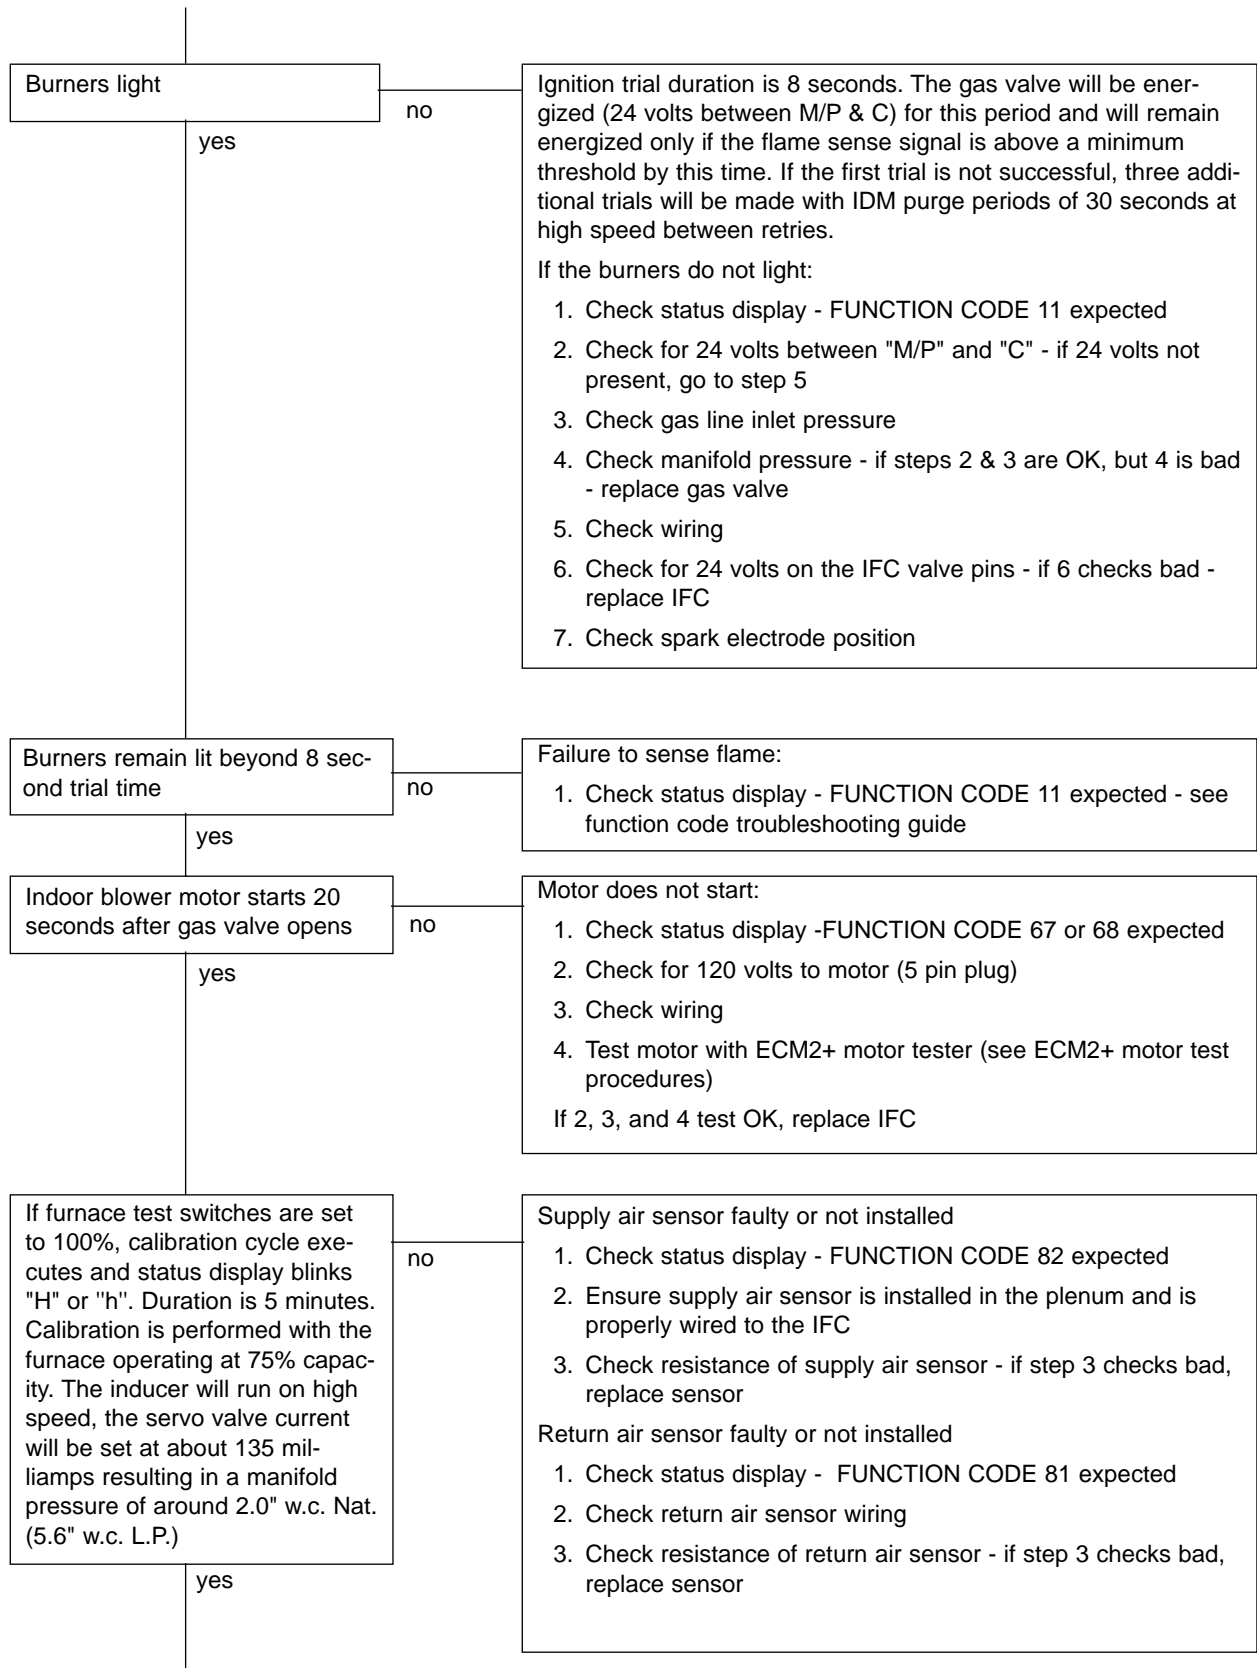 Burners light
no
yes
Ignition trial duration is 8 seconds. The gas valve will be ener-
gized (24 volts between M/P & C) for this period and will remain
energized only if the flame sense signal is above a minimum
threshold by this time. If the first trial is not successful, three addi-
tional trials will be made with IDM purge periods of 30 seconds at
high speed between retries.
If the burners do not light:
1. Check status display - FUNCTION CODE 11 expected
2. Check for 24 volts between "M/P" and "C" - if 24 volts not
present, go to step 5
3. Check gas line inlet pressure
4. Check manifold pressure - if steps 2 & 3 are OK, but 4 is bad
- replace gas valve
5. Check wiring
6. Check for 24 volts on the IFC valve pins - if 6 checks bad -
replace IFC
7. Check spark electrode position
Burners remain lit beyond 8 sec-
ond trial time
no
yes
Failure to sense flame:
1. Check status display - FUNCTION CODE 11 expected - see
function code troubleshooting guide
Indoor blower motor starts 20
seconds after gas valve opens
no
yes
Motor does not start:
1. Check status display -FUNCTION CODE 67 or 68 expected
2. Check for 120 volts to motor (5 pin plug)
3. Check wiring
4. Test motor with ECM2+ motor tester (see ECM2+ motor test
procedures)
If 2, 3, and 4 test OK, replace IFC
If furnace test switches are set
to 100%, calibration cycle exe-
cutes and status display blinks
"H" or "h". Duration is 5 minutes.
Calibration is performed with the
furnace operating at 75% capac-
ity. The inducer will run on high
speed, the servo valve current
will be set at about 135 mil-
liamps resulting in a manifold
pressure of around 2.0" w.c. Nat.
(5.6" w.c. L.P.)
no
yes
Supply air sensor faulty or not installed
1. Check status display - FUNCTION CODE 82 expected
2. Ensure supply air sensor is installed in the plenum and is
properly wired to the IFC
3. Check resistance of supply air sensor - if step 3 checks bad,
replace sensor
Return air sensor faulty or not installed
1. Check status display - FUNCTION CODE 81 expected
2. Check return air sensor wiring
3. Check resistance of return air sensor - if step 3 checks bad,
replace sensor